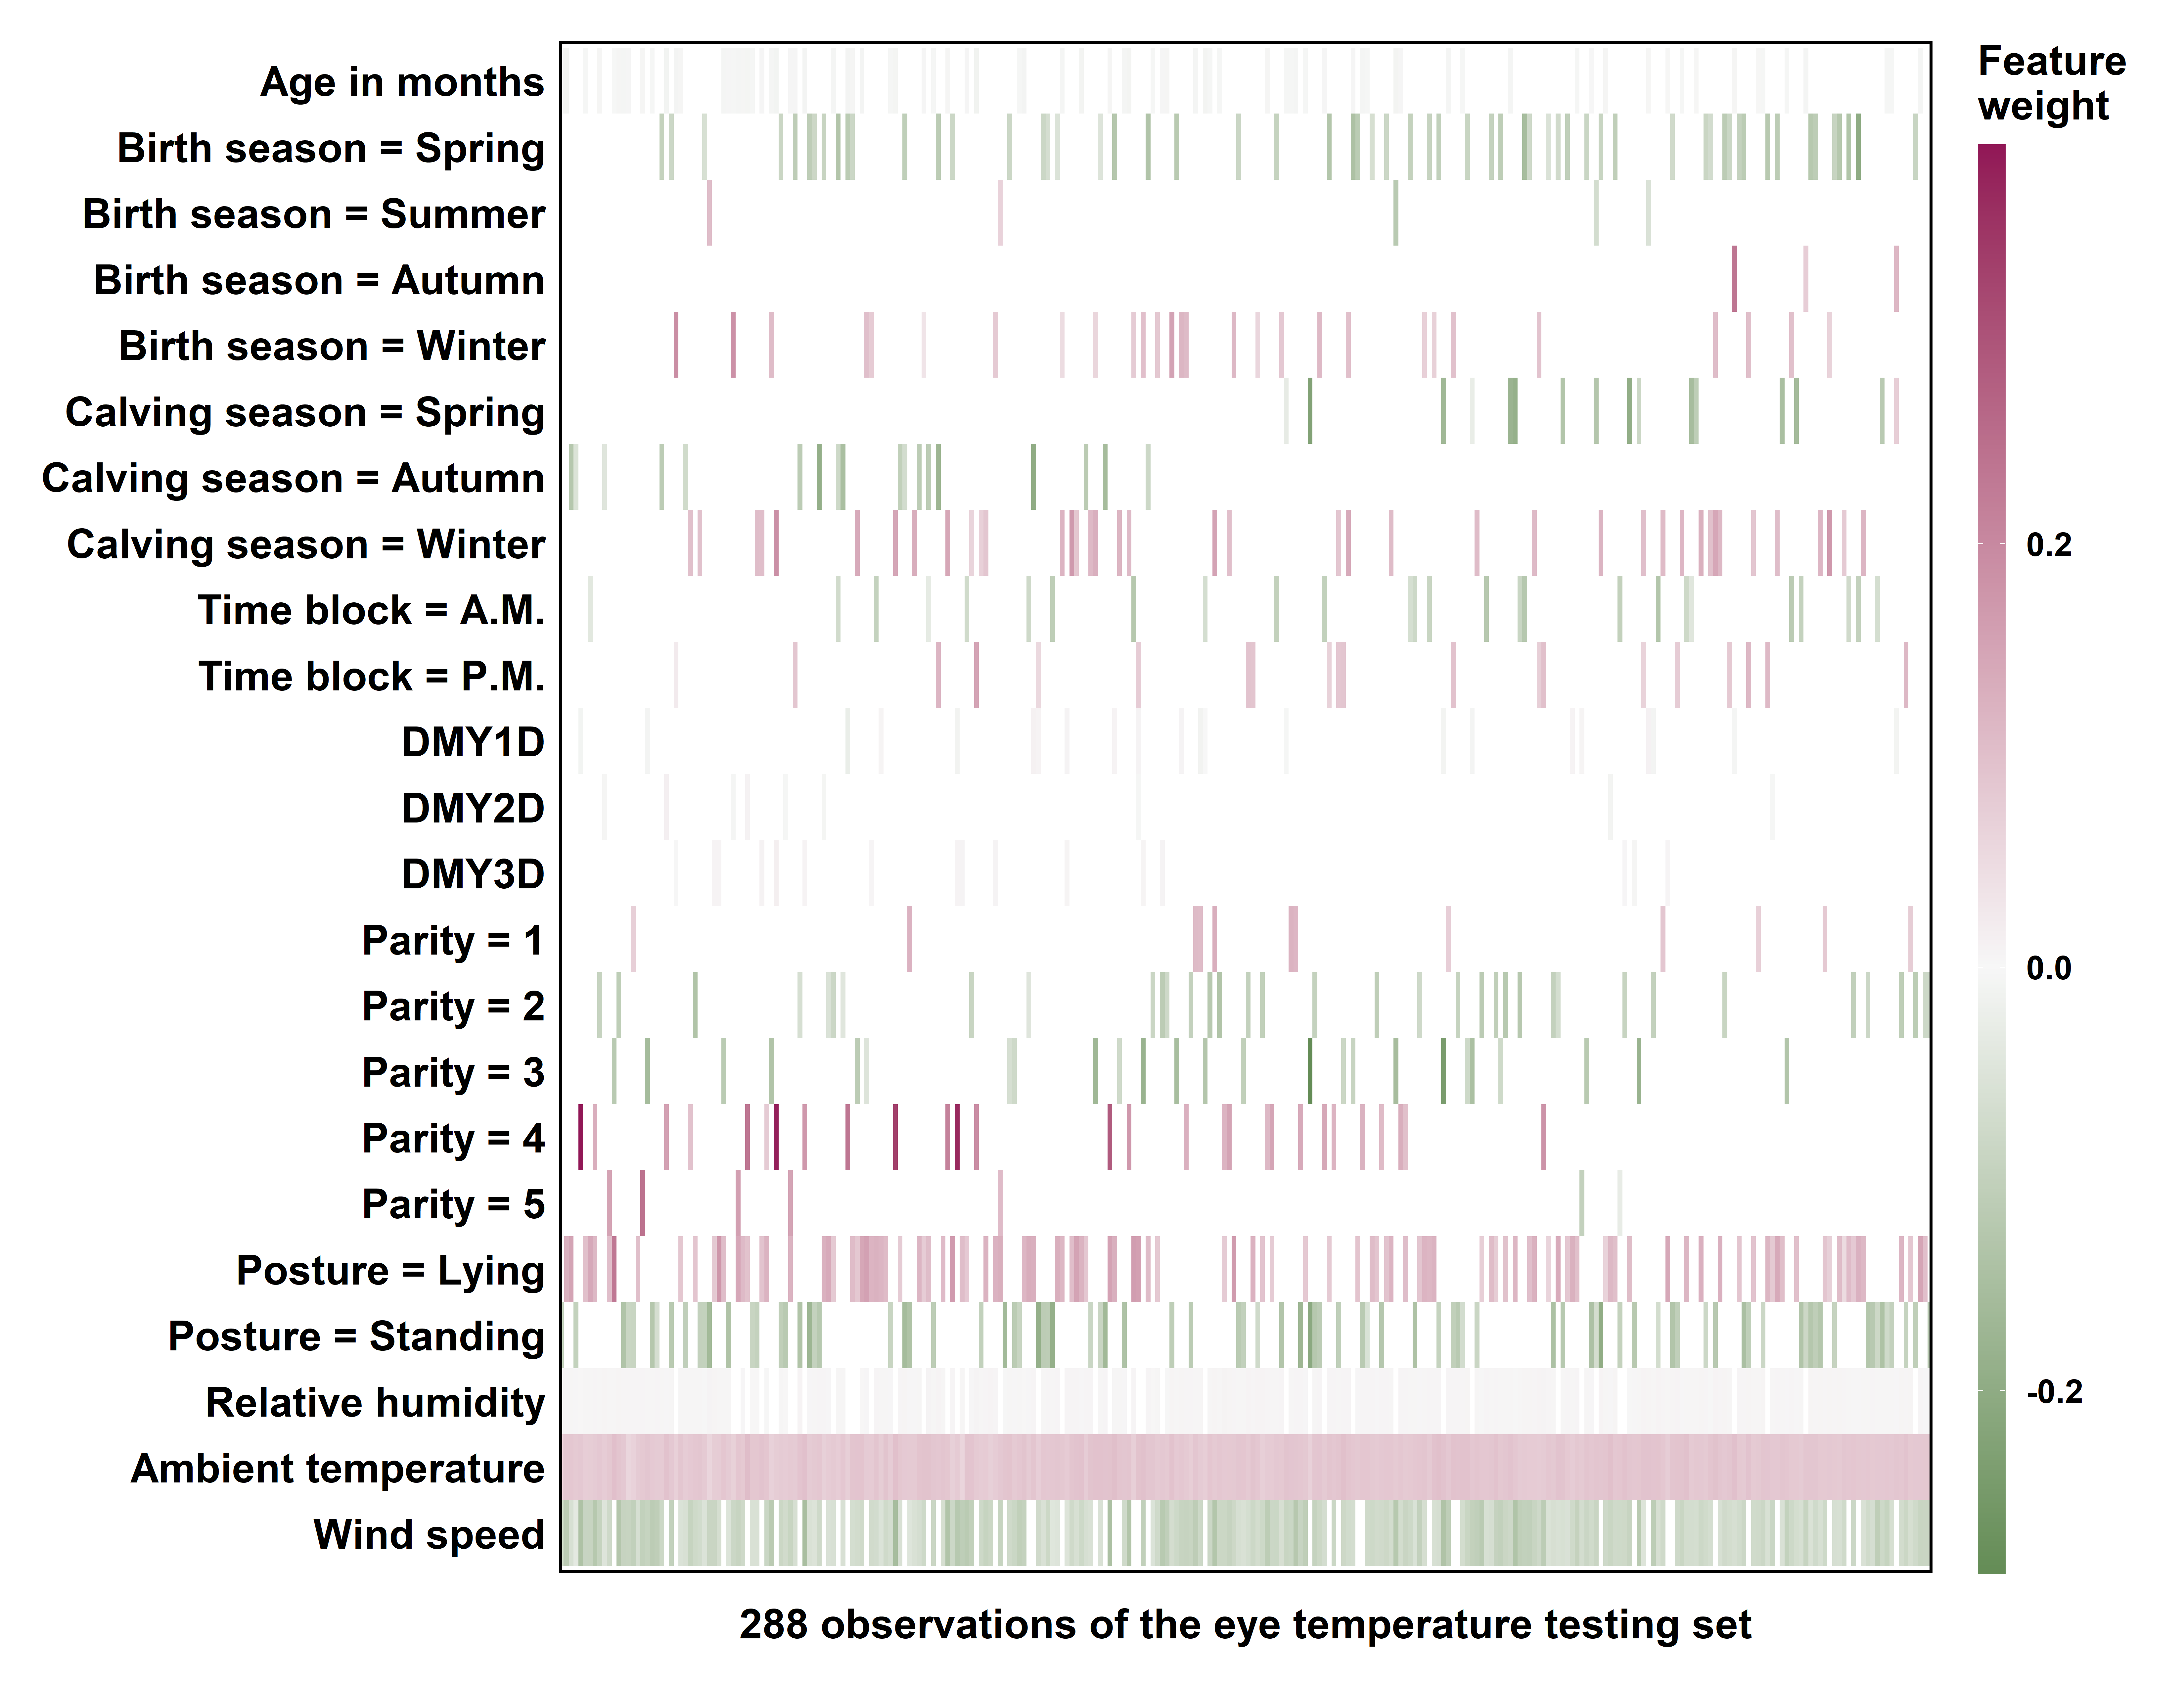 Feature
weight
Age in months
Birth season = Spring
Birth season = Summer
Birth season = Autumn
Birth season = Winter
Calving season = Spring
Calving season = Autumn
Calving season = Winter
Time block = A.M.
Time block = P.M.
DMY1D
DMY2D
DMY3D
Parity = 1
Parity = 2
Parity = 3
Parity = 4
Parity = 5
Posture = Lying
Posture = Standing
Relative humidity
Ambient temperature
Wind speed
0.2
0.0
-0.2
288 observations of the eye temperature testing set